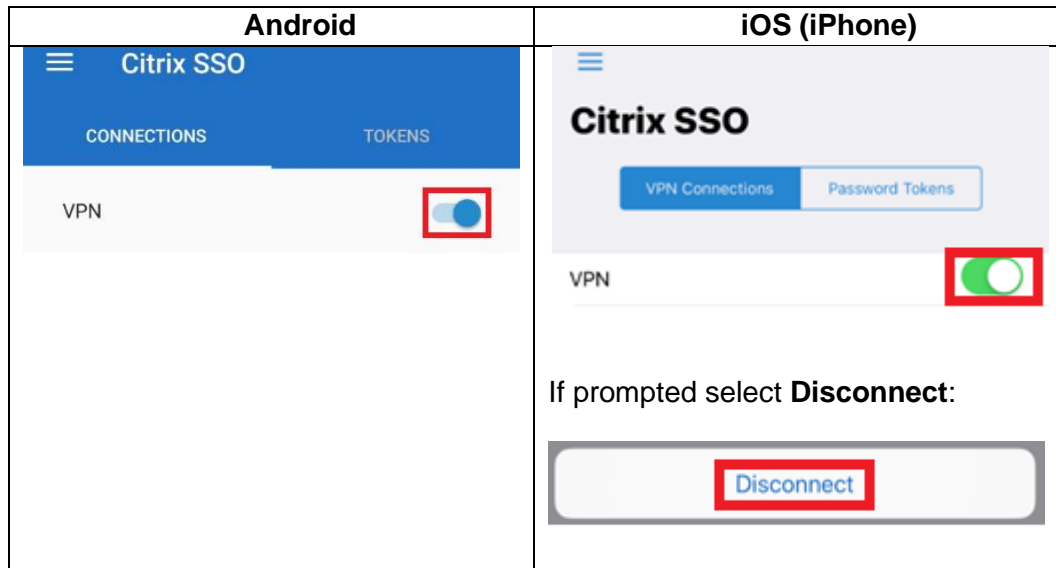 Android
Citrix SSO
CONNECTIONS TOKENS
VPN
iOS (iPhone)
Citrix SSO
VPN Connections Password Tokens
VPN
If prompted select Disconnect:
Disconnect